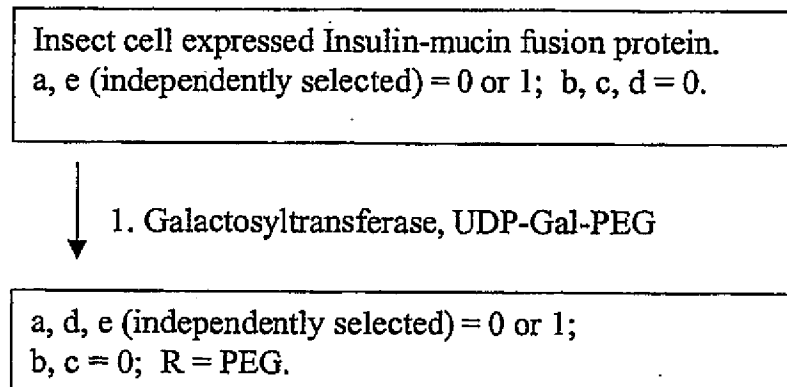 Insect cell expressed Insulin-mucin fusion protein.
a, e (independently selected) = 0 or 1; b, c, d = 0.
1. Galactosyltransferase, UDP-Gal-PEG
a, d, e (independently selected) = 0 or 1;
b, c = 0; R = PEG.